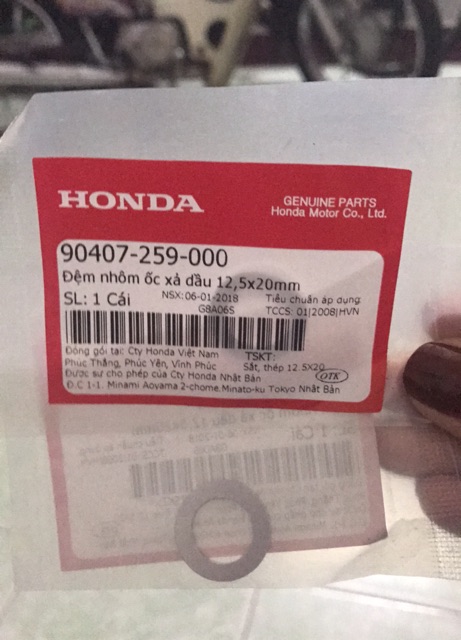 HONDA
GENUINE PARTS
Honda Motor Co., Ltd.
90407-259-000
Đệm nhôm ốc xả dầu 12,5x20mm
SL: 1 Cái
NSX: 06-01-2018
Tiêu chuẩn áp dụng
G8A06S
TCCS: 01|2008|HVN
Đóng gói tại: Cty Honda Việt Nam
TSKT:
Phúc Thắng, Phúc Yên, Vĩnh Phúc
Sắt, thép 12.5X20
Được sự cho phép của Cty Honda Nhật Bản
OTK
Đ.C 1-1. Minami Aoyama 2-chome.Minato-ku Tokyo Nhật Bản